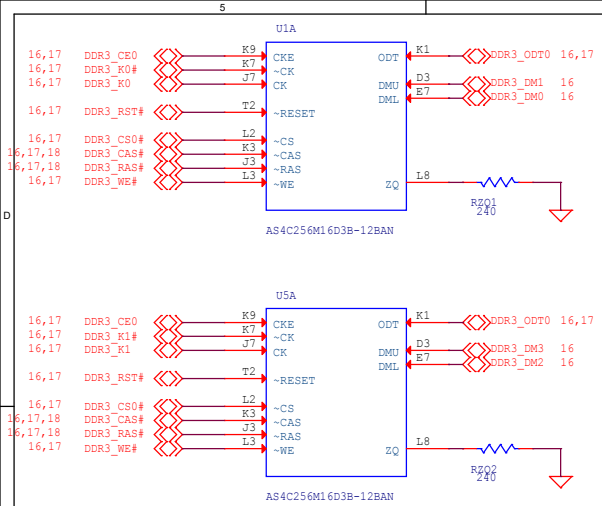 5
U1A
16,17 DDR3_CE0 K9 CKE ODT K1 DDR3_ODT0 16,17
16,17 DDR3_K0# K7 ~CK
16,17 DDR3_K0 J7 CK DMU D3 DDR3_DM1 16
DML E7 DDR3_DM0 16
16,17 DDR3_RST# T2 ~RESET
16,17 DDR3_CS0# L2 ~CS
16,17,18 DDR3_CAS# K3 ~CAS
16,17,18 DDR3_RAS# J3 ~RAS
16,17 DDR3_WE# L3 ~WE ZQ L8
RZQ1
240
D
AS4C256M16D3B-12BAN
U5A
16,17 DDR3_CE0 K9 CKE ODT K1 DDR3_ODT0 16,17
16,17 DDR3_K1# K7 ~CK
16,17 DDR3_K1 J7 CK DMU D3 DDR3_DM3 16
DML E7 DDR3_DM2 16
16,17 DDR3_RST# T2 ~RESET
16,17 DDR3_CS0# L2 ~CS
16,17,18 DDR3_CAS# K3 ~CAS
16,17,18 DDR3_RAS# J3 ~RAS
16,17 DDR3_WE# L3 ~WE ZQ L8
RZQ2
240
AS4C256M16D3B-12BAN